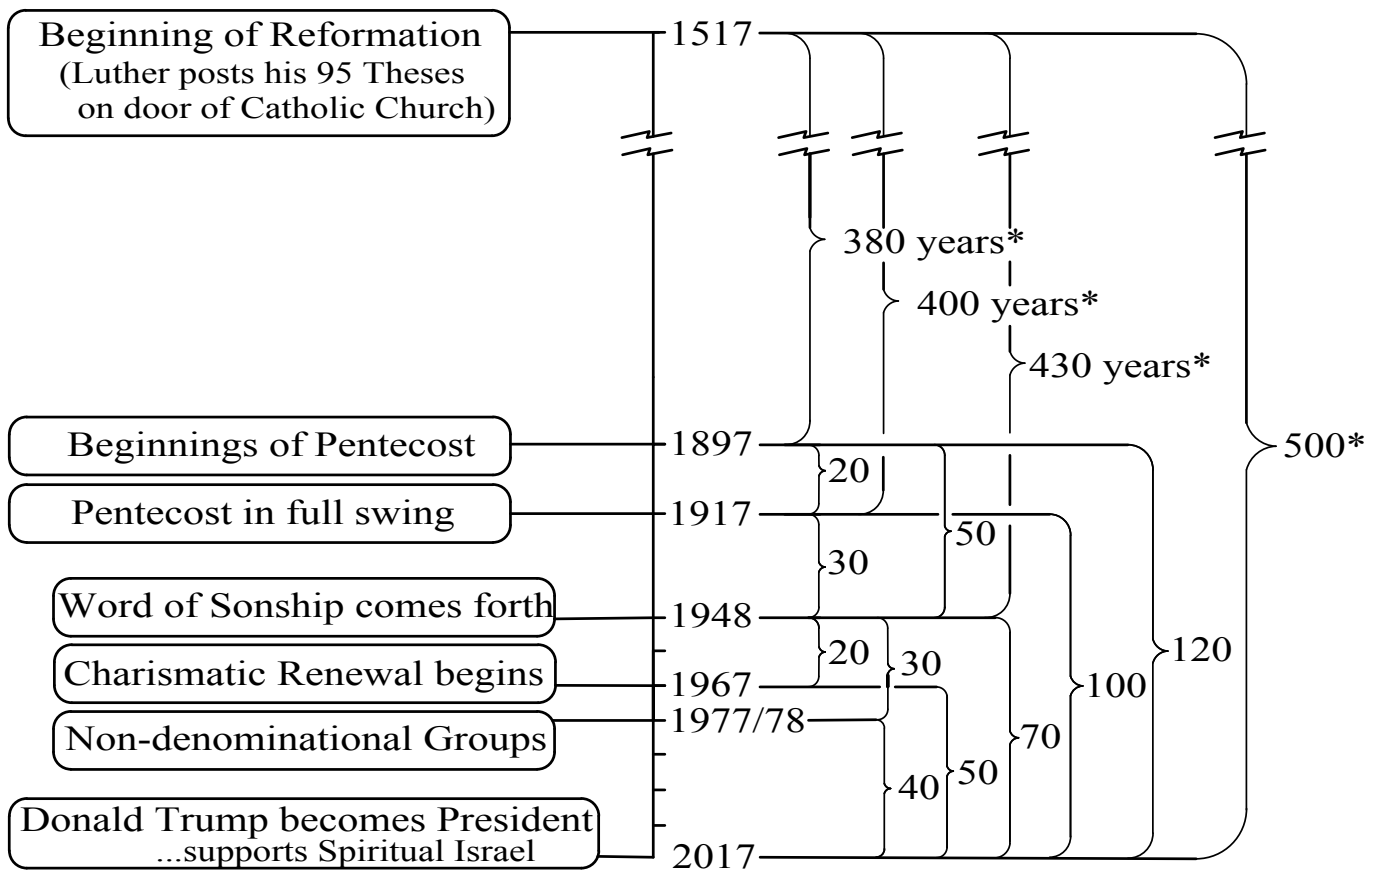 Beginning of Reformation
(Luther posts his 95 Theses
on door of Catholic Church)
1517
380 years*
400 years*
430 years*
Beginnings of Pentecost
1897
500*
20
Pentecost in full swing
1917
50
30
Word of Sonship comes forth
1948
20
30
120
Charismatic Renewal begins
1967
100
1977/78
Non-denominational Groups
70
50
40
Donald Trump becomes President
...supports Spiritual Israel
2017